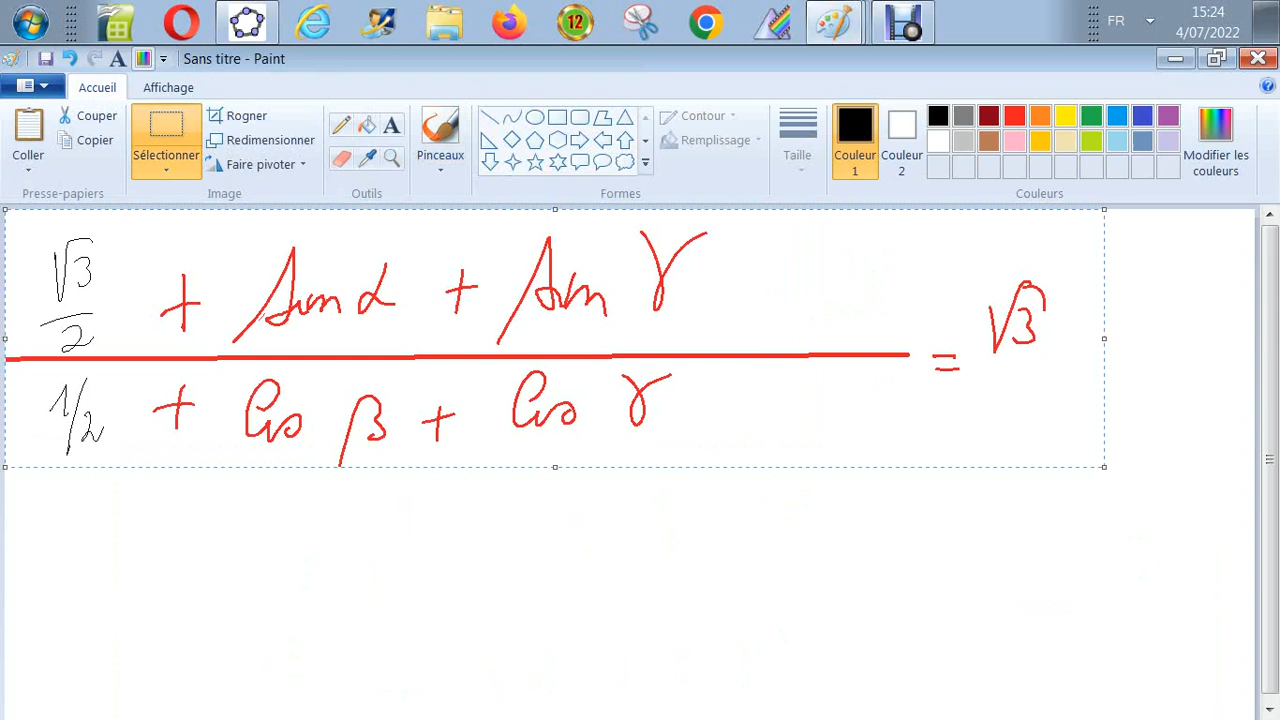 12
FR
15:24
4/07/2022
Sans titre - Paint
Accueil
Affichage
Coller
Couper
Copier
Presse-papiers
Sélectionner
Rogner
Redimensionner
Faire pivoter
Image
A
Outils
Pinceaux
Contour
Remplissage
Formes
Taille
Couleur 1
Couleur 2
Modifier les couleurs
Couleurs
√3/2 + sin α + sin γ
= √3
1/2 + Cos β + Cos γ